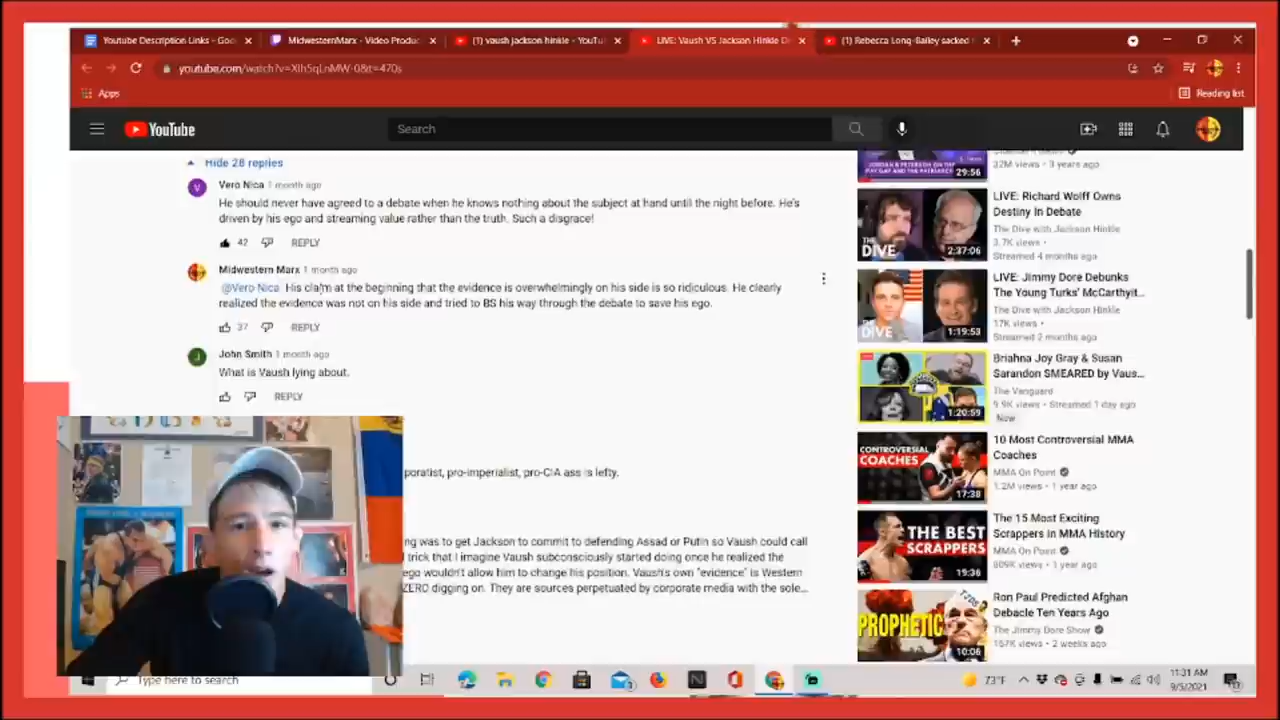 Youtube Description Links - Goo
MidwesternMarx - Video Produc
(1) vaush jackson hinkle - YouTu
LIVE: Vaush VS Jackson Hinkle D
(1) Rebecca Long-Bailey sacked
Apps
Reading list
YouTube
Search
Hide 28 replies
Vero Nica 1 month ago
He should never have agreed to a debate when he knows nothing about the subject at hand until the night before. He's
driven by his ego and streaming value rather than the truth. Such a disgrace!
42 REPLY
Midwestern Marx 1 month ago
@Vero Nica His claim at the beginning that the evidence is overwhelmingly on his side is so ridiculous. He clearly
realized the evidence was not on his side and tried to BS his way through the debate to save his ego.
37 REPLY
John Smith 1 month ago
What is Vaush lying about.
REPLY
poratist, pro-imperialist, pro-CIA ass is lefty.
ng was to get Jackson to commit to defending Assad or Putin so Vaush could call
trick that I imagine Vaush subconsciously started doing once he realized the
ego wouldn't allow him to change his position. Vaush's own "evidence" is Western
ZERO digging on. They are sources perpetuated by corporate media with the sole...
29:56
32M views • 3 years ago
THE DIVE
2:37:06
LIVE: Richard Wolff Owns
Destiny in Debate
The Dive with Jackson Hinkle
3.7K views •
Streamed 4 months ago
THE DIVE
1:19:53
LIVE: Jimmy Dore Debunks
The Young Turks' McCarthyit...
The Dive with Jackson Hinkle
17K views •
Streamed 2 months ago
1:20:59
Briahna Joy Gray & Susan
Sarandon SMEARED by Vaus...
The Vanguard
9.9K views • Streamed 1 day ago
New
CONTROVERSIAL
COACHES
17:38
10 Most Controversial MMA
Coaches
MMA On Point
1.2M views • 1 year ago
THE BEST
SCRAPPERS
19:36
The 15 Most Exciting
Scrappers in MMA History
MMA On Point
809K views • 1 year ago
PROPHETIC
10:06
Ron Paul Predicted Afghan
Debacle Ten Years Ago
The Jimmy Dore Show
167K views • 2 weeks ago
Type here to search
73°F
11:31 AM
9/5/2021